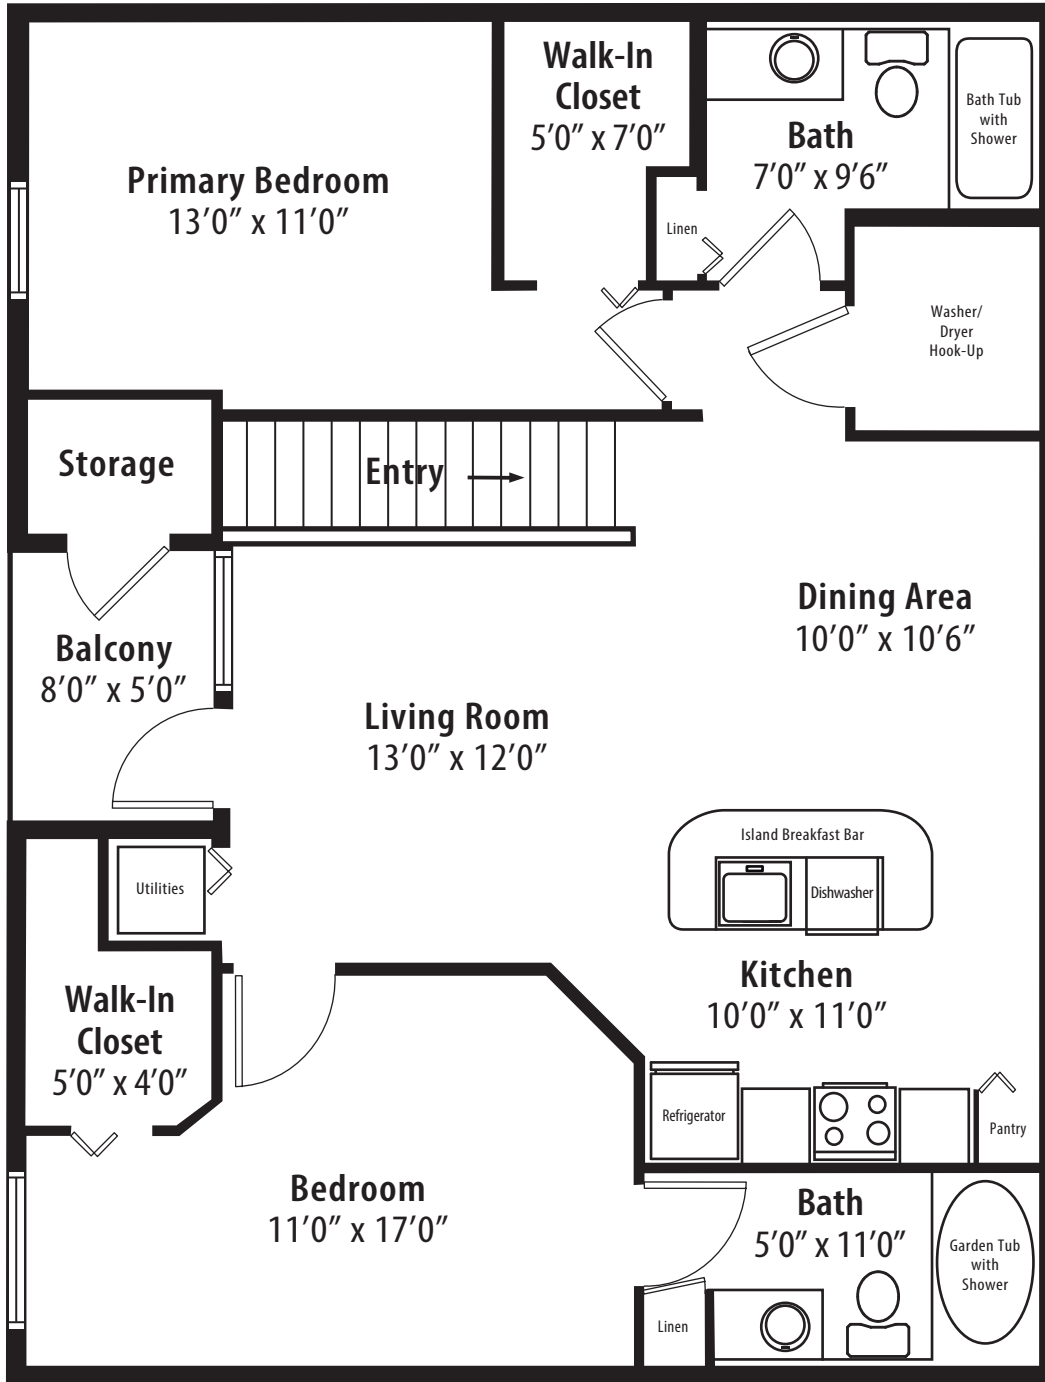 Walk-In
Closet
5’0” x 7’0”
Bath
7’0” x 9’6”
Bath Tub
with
Shower
Primary Bedroom
13’0” x 11’0”
Linen
Washer/
Dryer
Hook-Up
Storage
Entry
Dining Area
10’0” x 10’6”
Balcony
8’0” x 5’0”
Living Room
13’0” x 12’0”
Island Breakfast Bar
Dishwasher
Utilities
Kitchen
10’0” x 11’0”
Walk-In
Closet
5’0” x 4’0”
Refrigerator
Pantry
Bedroom
11’0” x 17’0”
Bath
5’0” x 11’0”
Garden Tub
with
Shower
Linen